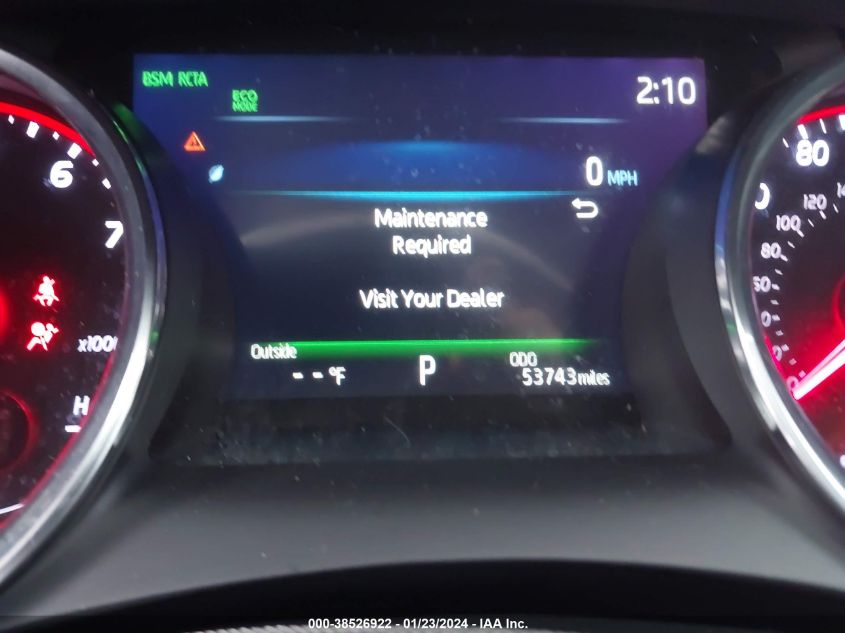 BSM RCTA
2:10
ECO
MODE
0 MPH
Maintenance
Required
Visit Your Dealer
Outside
- - °F
P
ODO
53743 miles
6
7
H
80
120
100
80
000-38526922 - 01/23/2024 - IAA Inc.